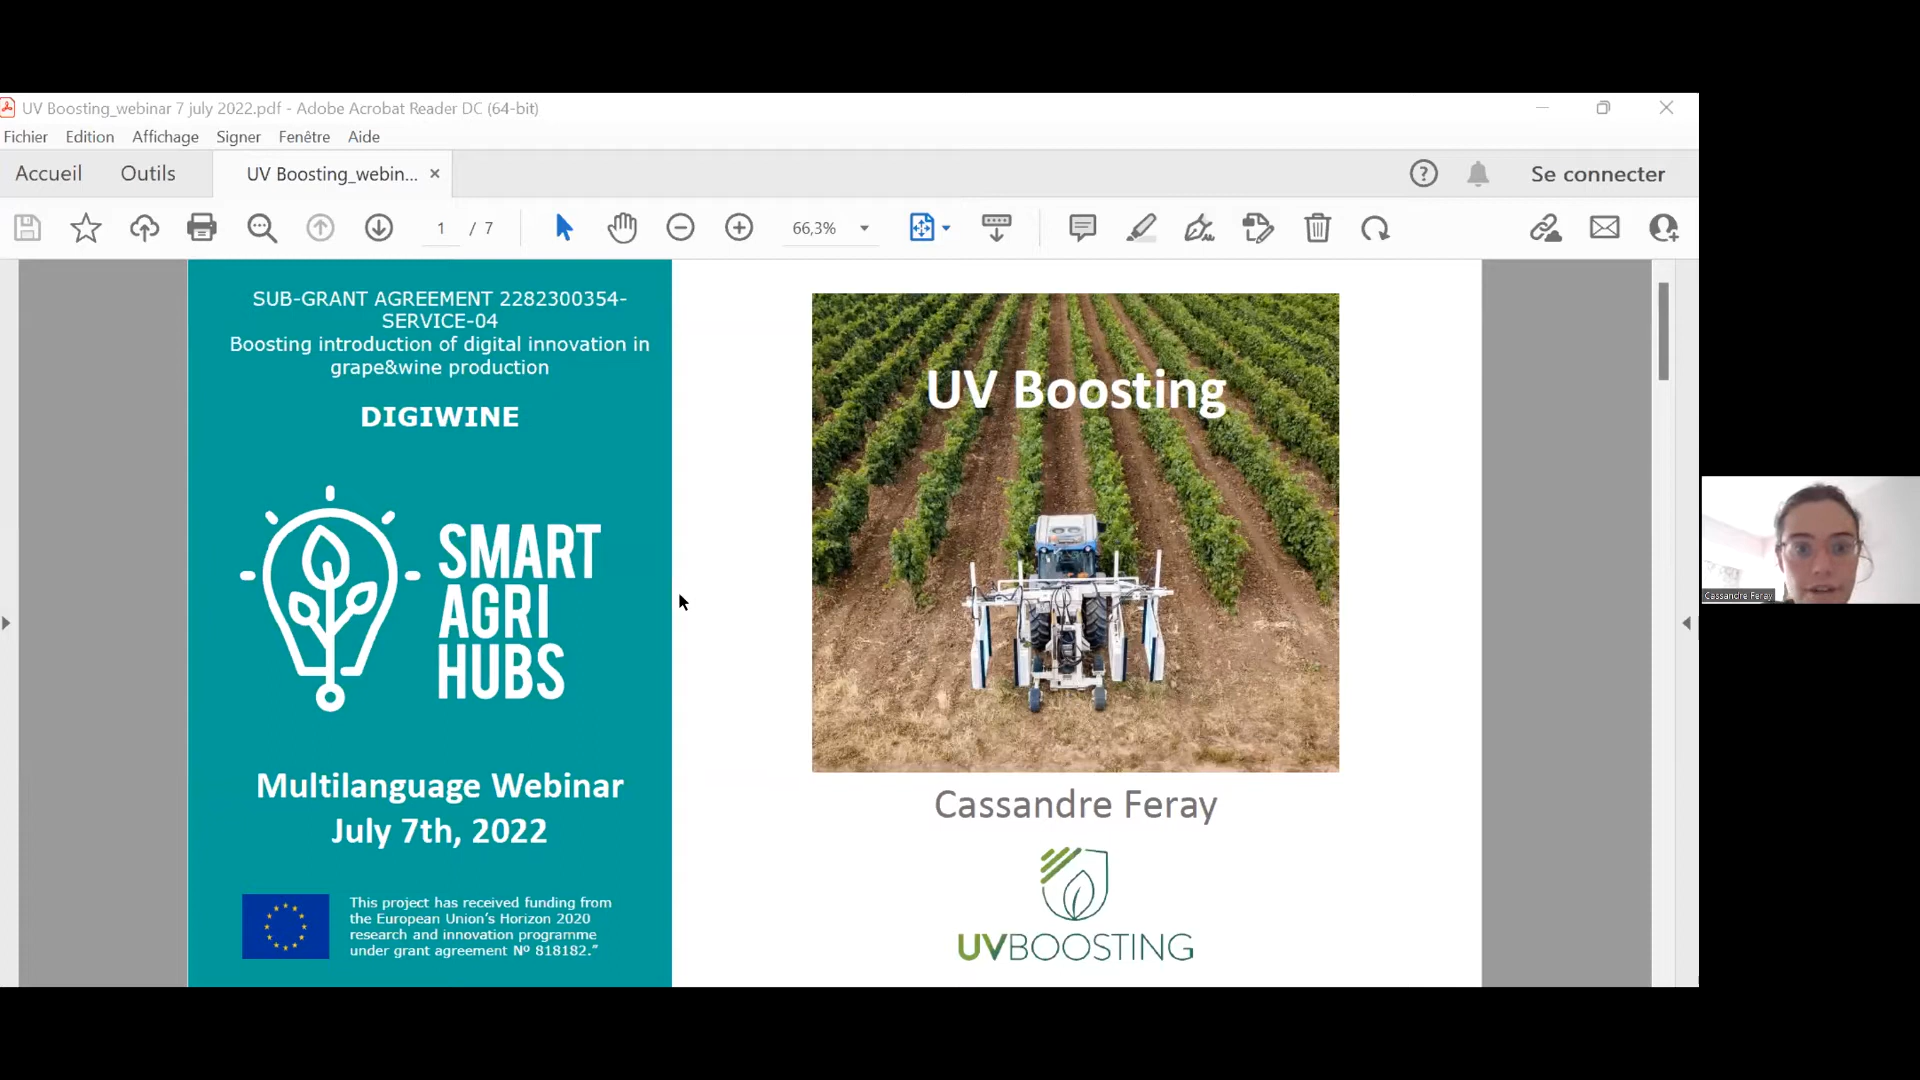 UV Boosting_webinar 7 july 2022.pdf - Adobe Acrobat Reader DC (64-bit)
Fichier Edition Affichage Signer Fenêtre Aide
Accueil Outils UV Boosting_webin... × Se connecter
1 / 7 66,3%
SUB-GRANT AGREEMENT 2282300354-
SERVICE-04
Boosting introduction of digital innovation in
grape&wine production
DIGIWINE
SMART
AGRI
HUBS
Multilanguage Webinar
July 7th, 2022
This project has received funding from
the European Union's Horizon 2020
research and innovation programme
under grant agreement Nº 818182."
UV Boosting
Cassandre Feray
UVBOOSTING
Cassandre Feray